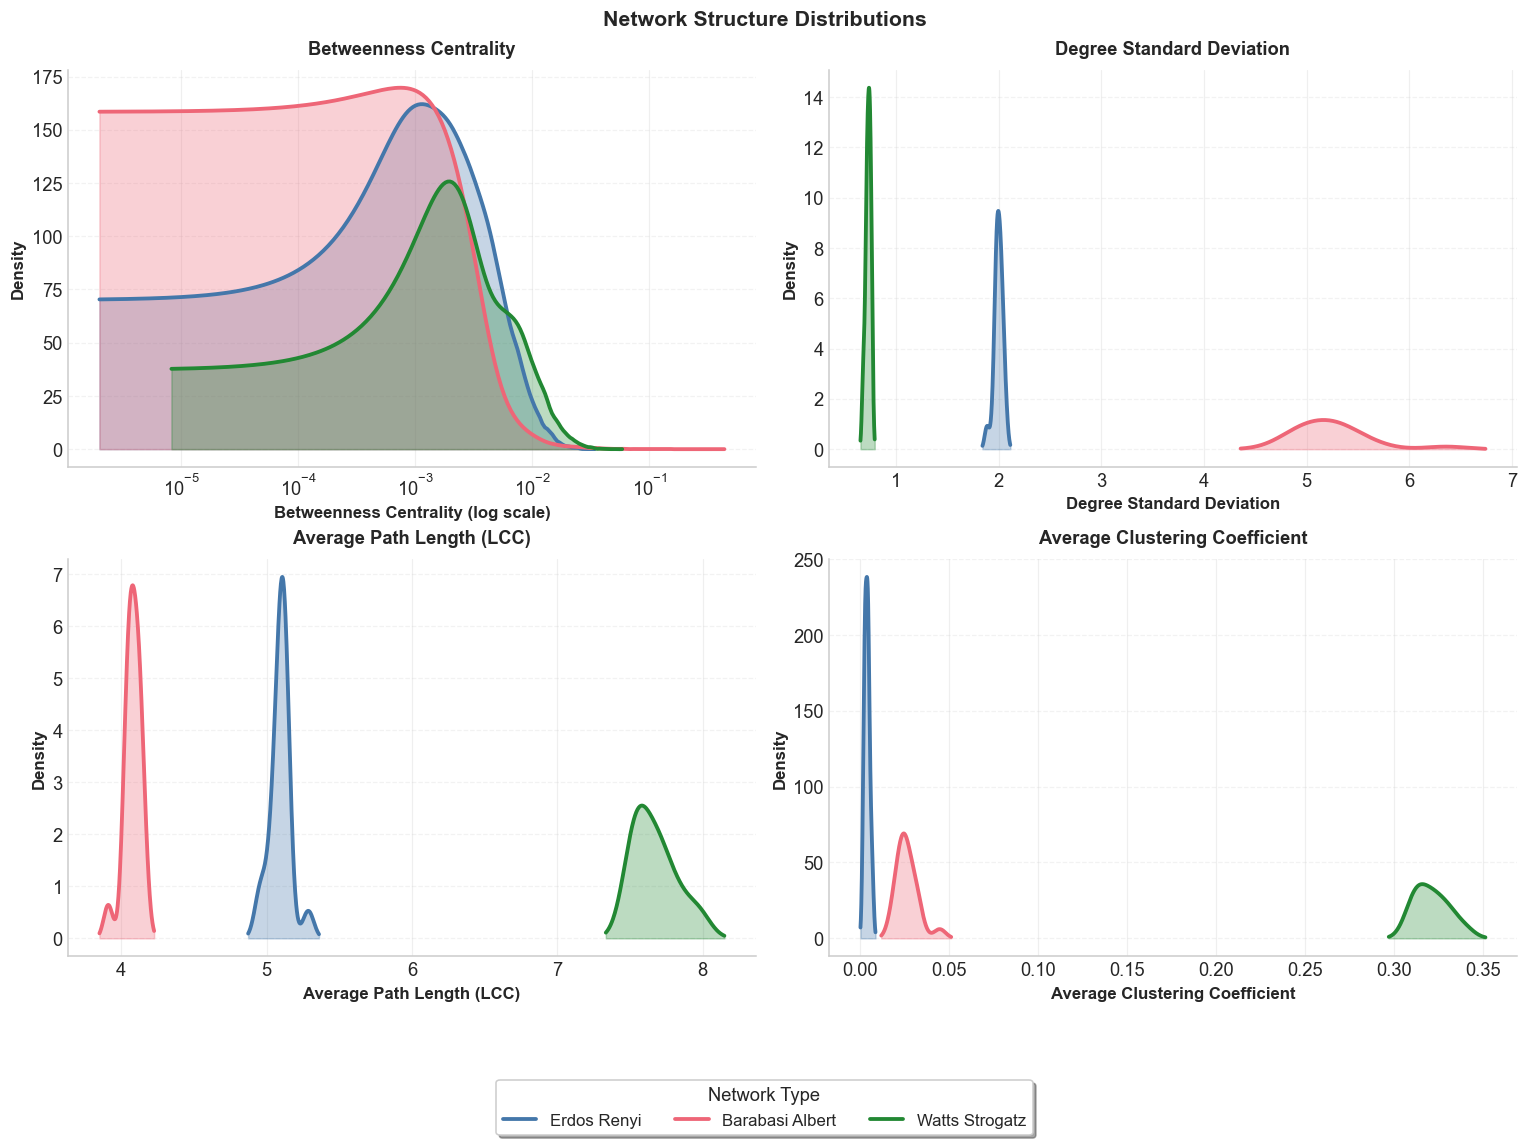 Network Structure Distributions
Betweenness Centrality
Density
175
150
125
100
75
50
25
0
10⁻⁵ 10⁻⁴ 10⁻³ 10⁻² 10⁻¹
Betweenness Centrality (log scale)
Degree Standard Deviation
Density
14
12
10
8
6
4
2
0
1 2 3 4 5 6 7
Degree Standard Deviation
Average Path Length (LCC)
Density
7
6
5
4
3
2
1
0
4 5 6 7 8
Average Path Length (LCC)
Average Clustering Coefficient
Density
250
200
150
100
50
0
0.00 0.05 0.10 0.15 0.20 0.25 0.30 0.35
Average Clustering Coefficient
Network Type
Erdos Renyi Barabasi Albert Watts Strogatz